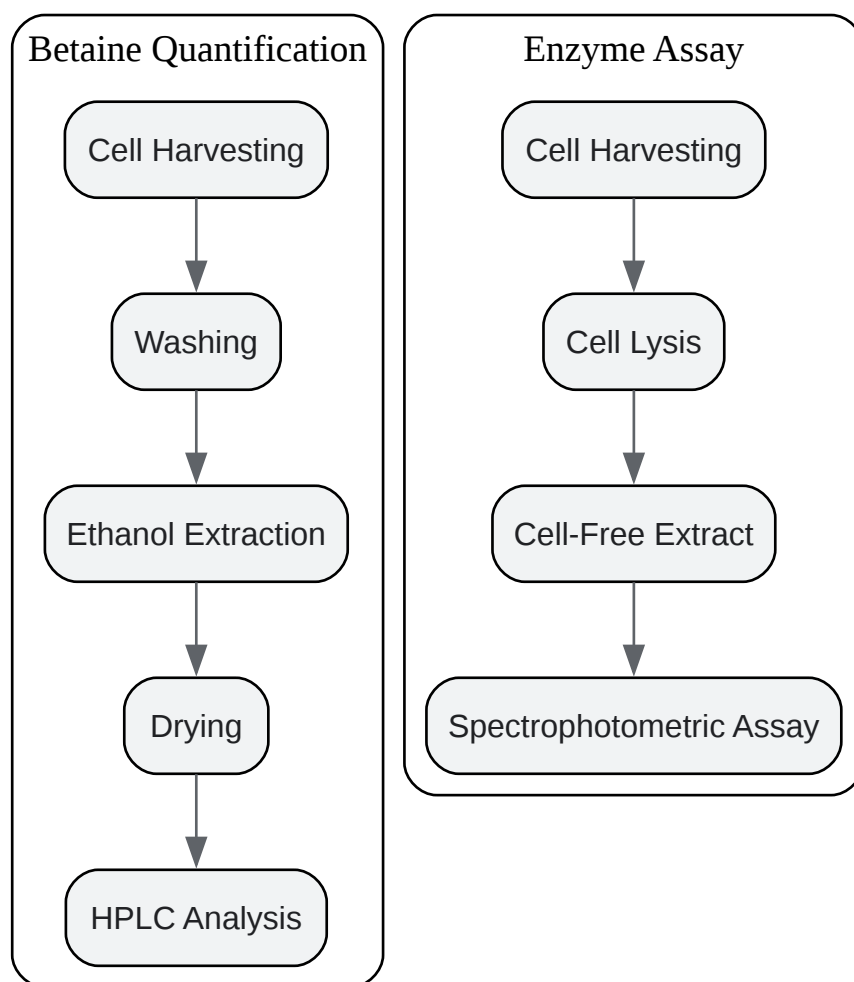 Betaine Quantification
Cell Harvesting
Washing
Ethanol Extraction
Drying
HPLC Analysis
Enzyme Assay
Cell Harvesting
Cell Lysis
Cell-Free Extract
Spectrophotometric Assay